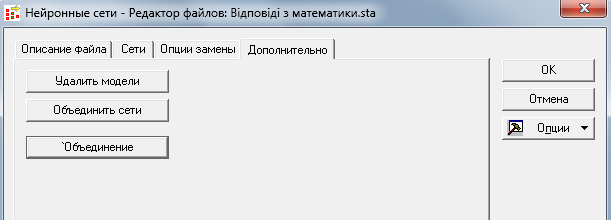 Нейронные сети - Редактор файлов: Відповіді з математики.sta
Описание файла Сети Опции замены Дополнительно
Удалить модели
Объединить сети
`Объединение
OK
Отмена
Опции